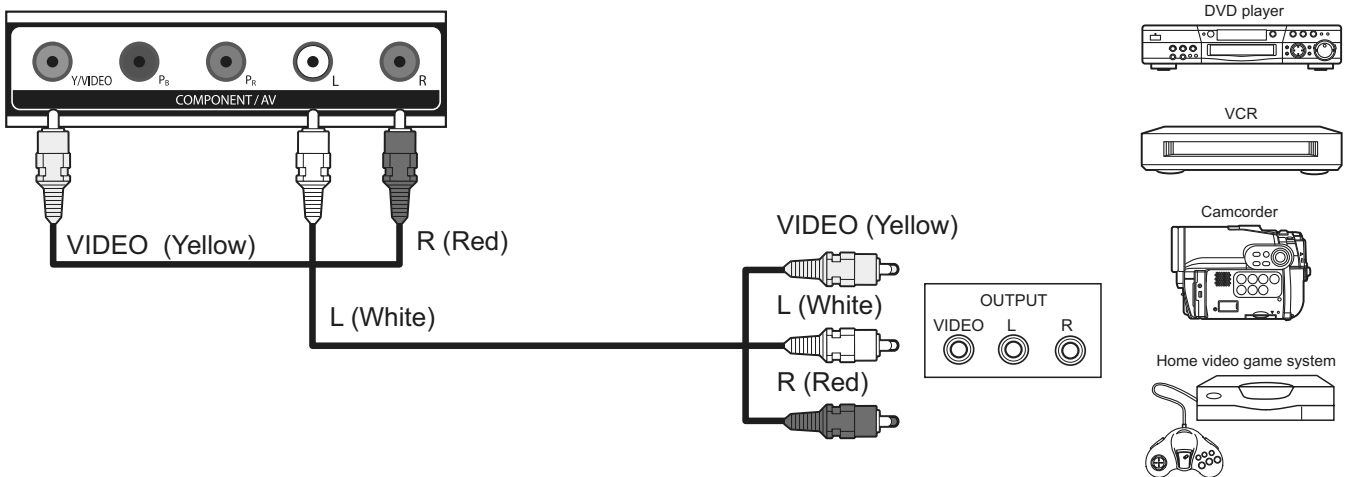 Y/VIDEO PB PR L R
COMPONENT / AV
VIDEO (Yellow)
R (Red)
L (White)
VIDEO (Yellow)
L (White)
R (Red)
OUTPUT
VIDEO L R
DVD player
VCR
Camcorder
Home video game system